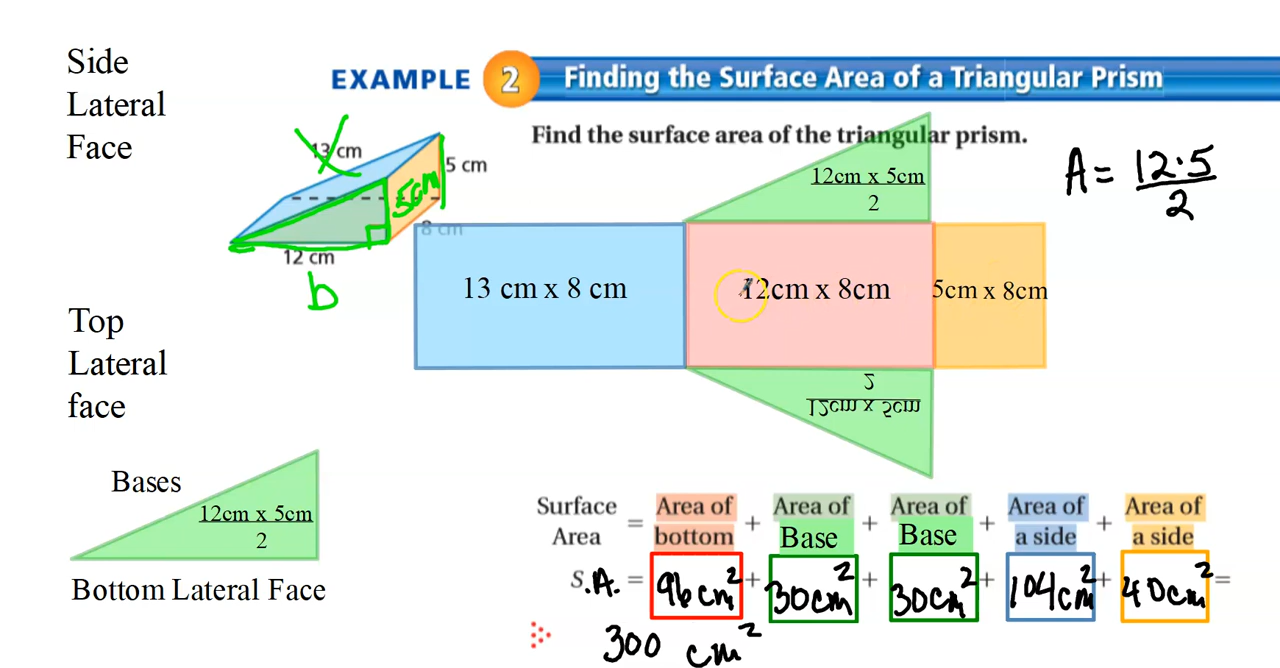 Side
Lateral
Face
EXAMPLE 2 Finding the Surface Area of a Triangular Prism
Find the surface area of the triangular prism.
13 cm
5 cm
5cm
8 cm
12 cm
b
12cm x 5cm
2
A = 12·5
2
13 cm x 8 cm
12cm x 8cm
5cm x 8cm
2
12cm x 5cm
Top
Lateral
face
Bases
12cm x 5cm
2
Bottom Lateral Face
Surface Area = Area of bottom + Area of Base + Area of Base + Area of a side + Area of a side
S.A. = 96cm² + 30cm² + 30cm² + 104cm² + 40cm² =
300 cm²